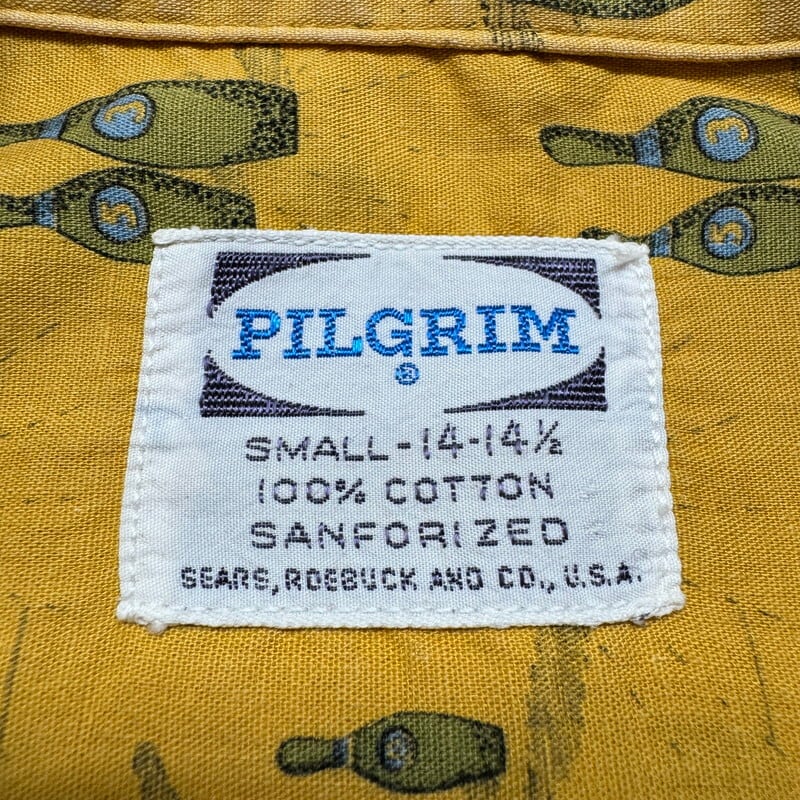 PILGRIM
®
SMALL-14-14½
100% COTTON
SANFORIZED
SEARS, ROEBUCK AND CO., U.S.A.